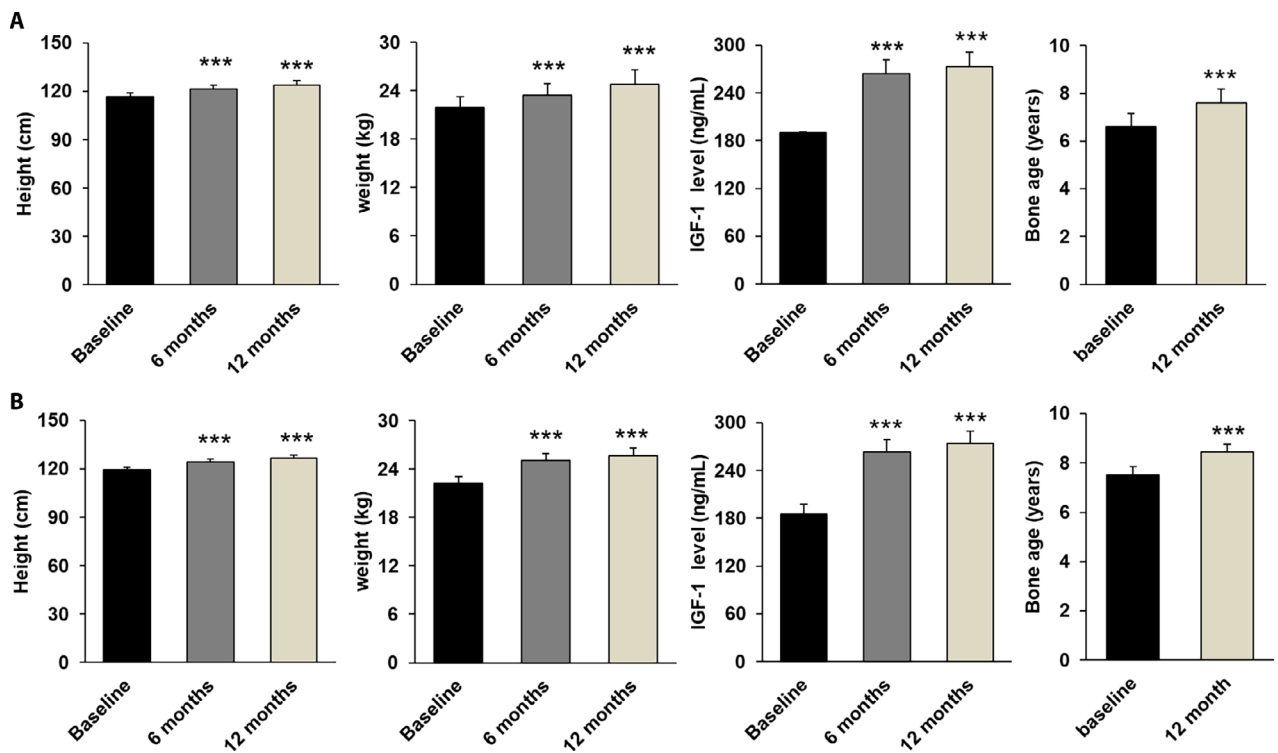 A
Height (cm)
150
120
90
60
30
0
***
***
Baseline
6 months
12 months
weight (kg)
30
24
18
12
6
0
***
***
Baseline
6 months
12 months
IGF-1 level (ng/mL)
300
240
180
120
60
0
***
***
Baseline
6 months
12 months
Bone age (years)
10
8
6
4
2
0
***
baseline
12 months
B
Height (cm)
150
120
90
60
30
0
***
***
Baseline
6 months
12 months
weight (kg)
30
24
18
12
6
0
***
***
Baseline
6 months
12 months
IGF-1 level (ng/mL)
300
240
180
120
60
0
***
***
Baseline
6 months
12 months
Bone age (years)
10
8
6
4
2
0
***
baseline
12 month